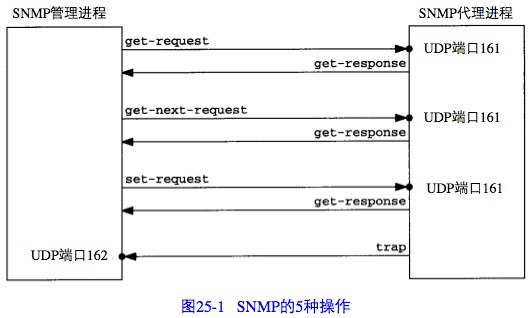 SNMP管理进程
SNMP代理进程
get-request
UDP端口161
get-response
get-next-request
UDP端口161
get-response
set-request
UDP端口161
get-response
trap
UDP端口162
图25-1 SNMP的5种操作